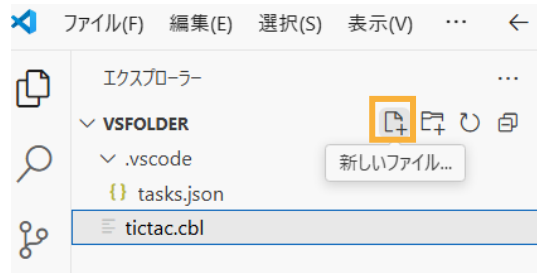 ファイル(F) 編集(E) 選択(S) 表示(V) ...
エクスプローラー ...
VSFOLDER
新しいファイル...
.vscode
{} tasks.json
tictac.cbl